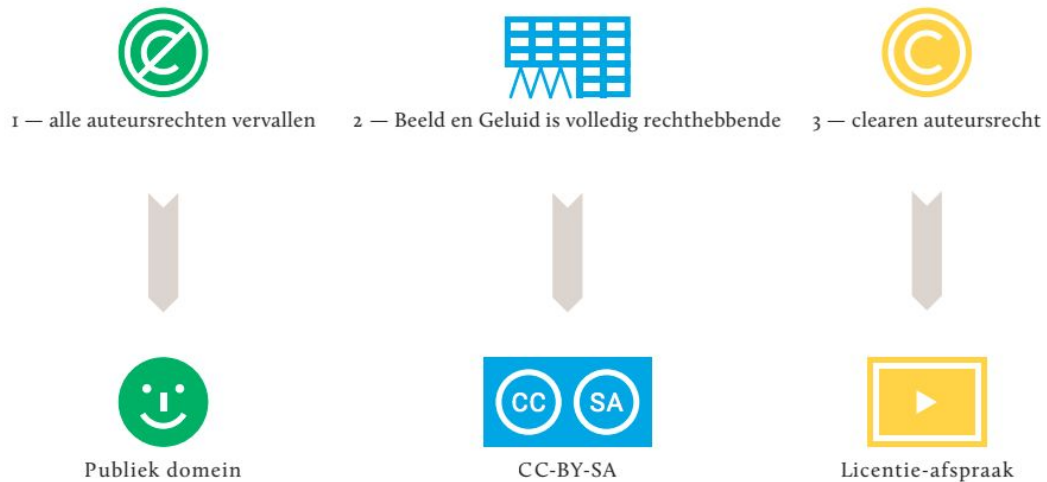 1 — alle auteursrechten vervallen
2 — Beeld en Geluid is volledig rechthebbende
3 — clearen auteursrecht
CC SA
Publiek domein
CC-BY-SA
Licentie-afspraak